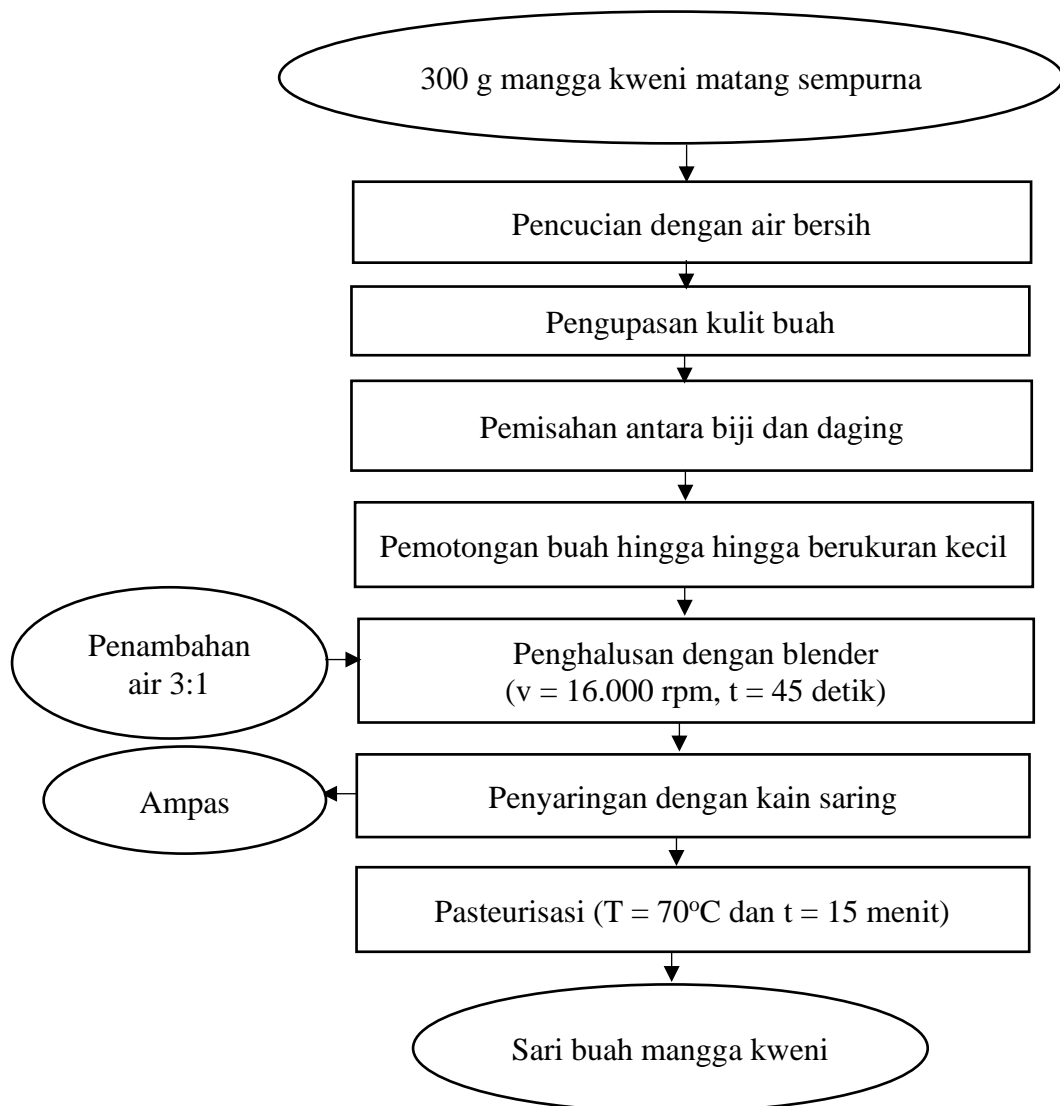 300 g mangga kweni matang sempurna
Pencucian dengan air bersih
Pengupasan kulit buah
Pemisahan antara biji dan daging
Pemotongan buah hingga hingga berukuran kecil
Penambahan
air 3:1
Penghalusan dengan blender
(v = 16.000 rpm, t = 45 detik)
Ampas
Penyaringan dengan kain saring
Pasteurisasi (T = 70°C dan t = 15 menit)
Sari buah mangga kweni